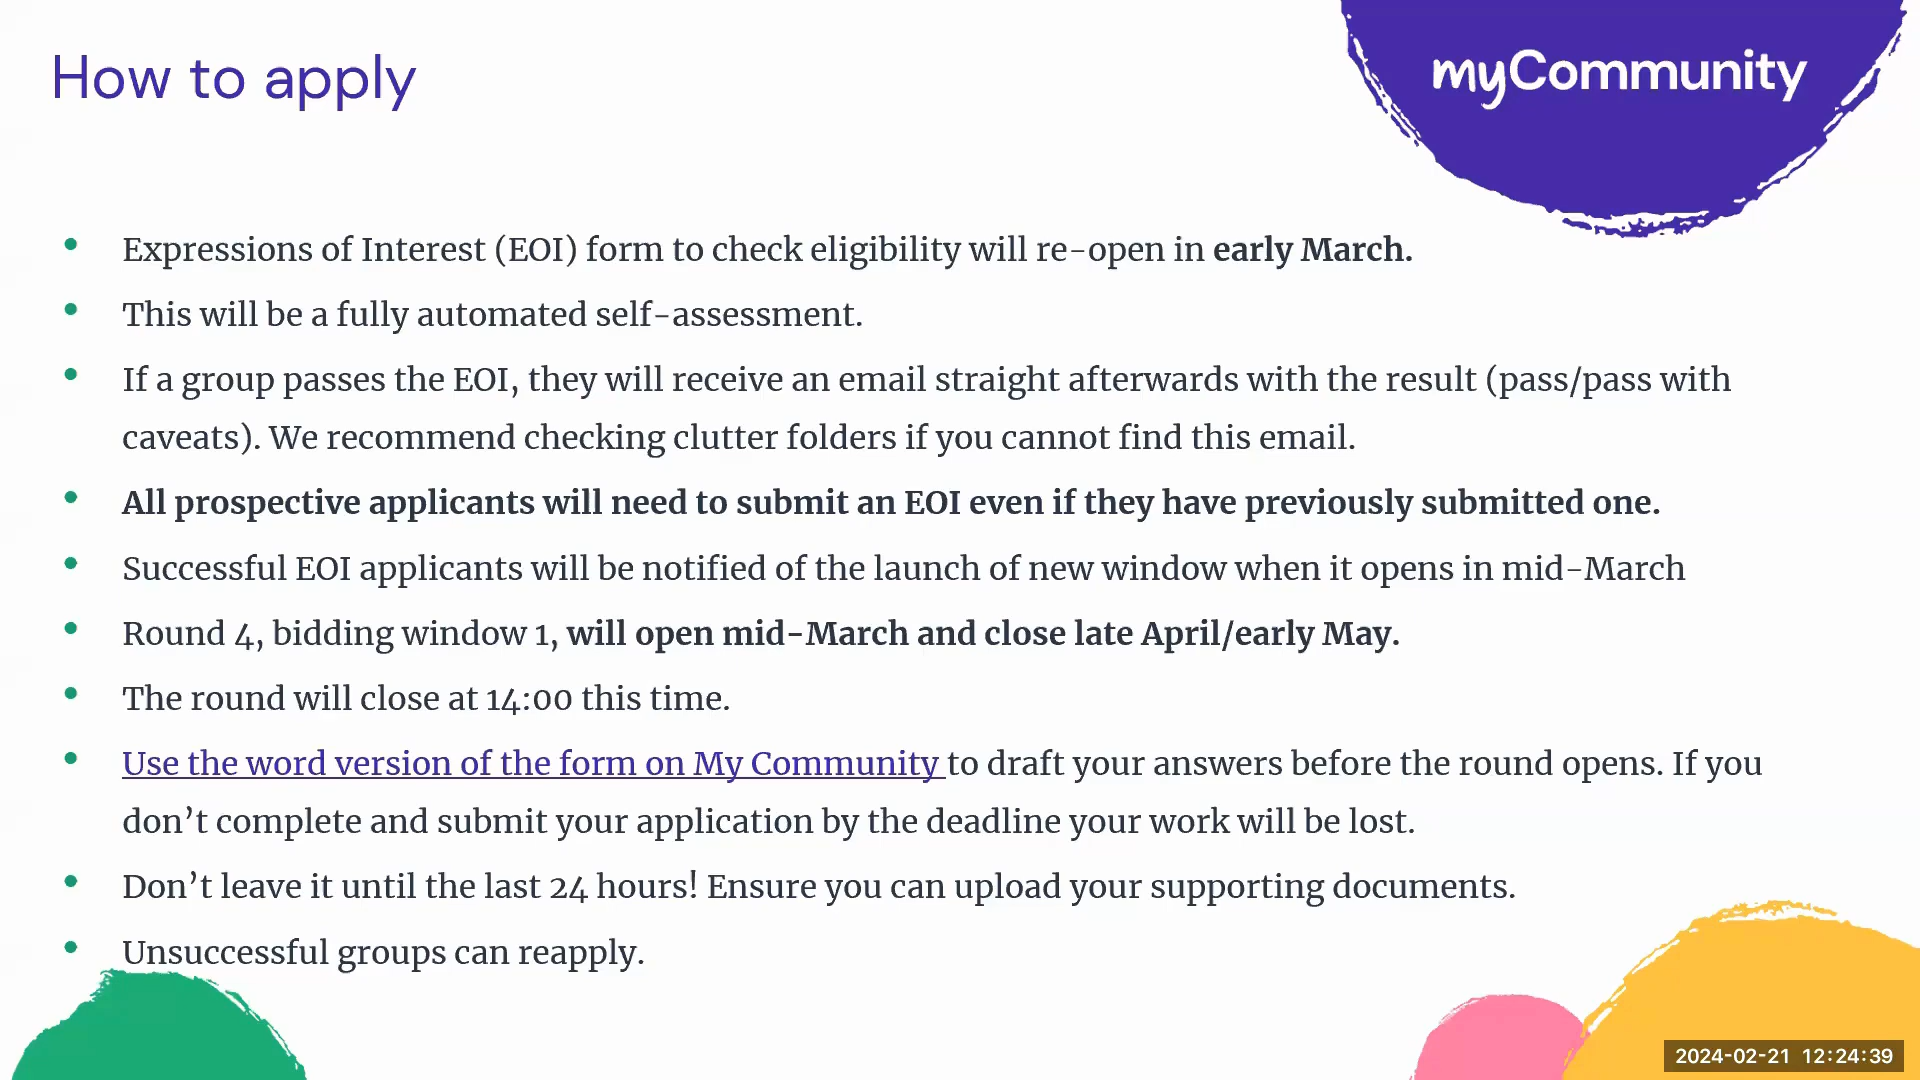 How to apply
myCommunity
• Expressions of Interest (EOI) form to check eligibility will re-open in early March.
• This will be a fully automated self-assessment.
• If a group passes the EOI, they will receive an email straight afterwards with the result (pass/pass with
caveats). We recommend checking clutter folders if you cannot find this email.
• All prospective applicants will need to submit an EOI even if they have previously submitted one.
• Successful EOI applicants will be notified of the launch of new window when it opens in mid-March
• Round 4, bidding window 1, will open mid-March and close late April/early May.
• The round will close at 14:00 this time.
• Use the word version of the form on My Community to draft your answers before the round opens. If you
don’t complete and submit your application by the deadline your work will be lost.
• Don’t leave it until the last 24 hours! Ensure you can upload your supporting documents.
• Unsuccessful groups can reapply.
2024-02-21 12:24:39